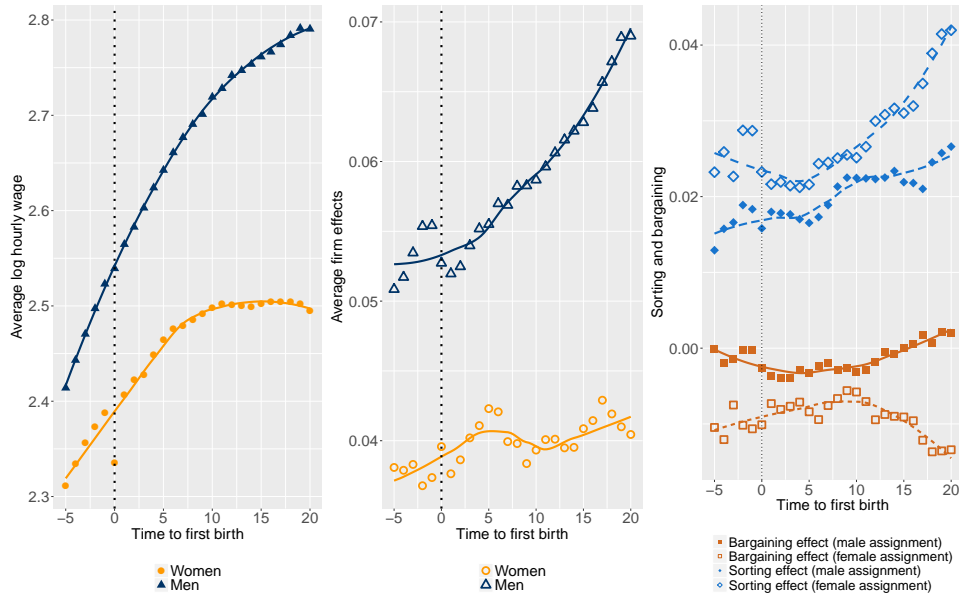 Average log hourly wage
2.8
2.7
2.6
2.5
2.4
2.3
−5 0 5 10 15 20
Time to first birth
Women
Men
Average firm effects
0.07
0.06
0.05
0.04
−5 0 5 10 15 20
Time to first birth
Women
Men
Sorting and bargaining
0.04
0.02
0.00
−5 0 5 10 15 20
Time to first birth
Bargaining effect (male assignment)
Bargaining effect (female assignment)
Sorting effect (male assignment)
Sorting effect (female assignment)